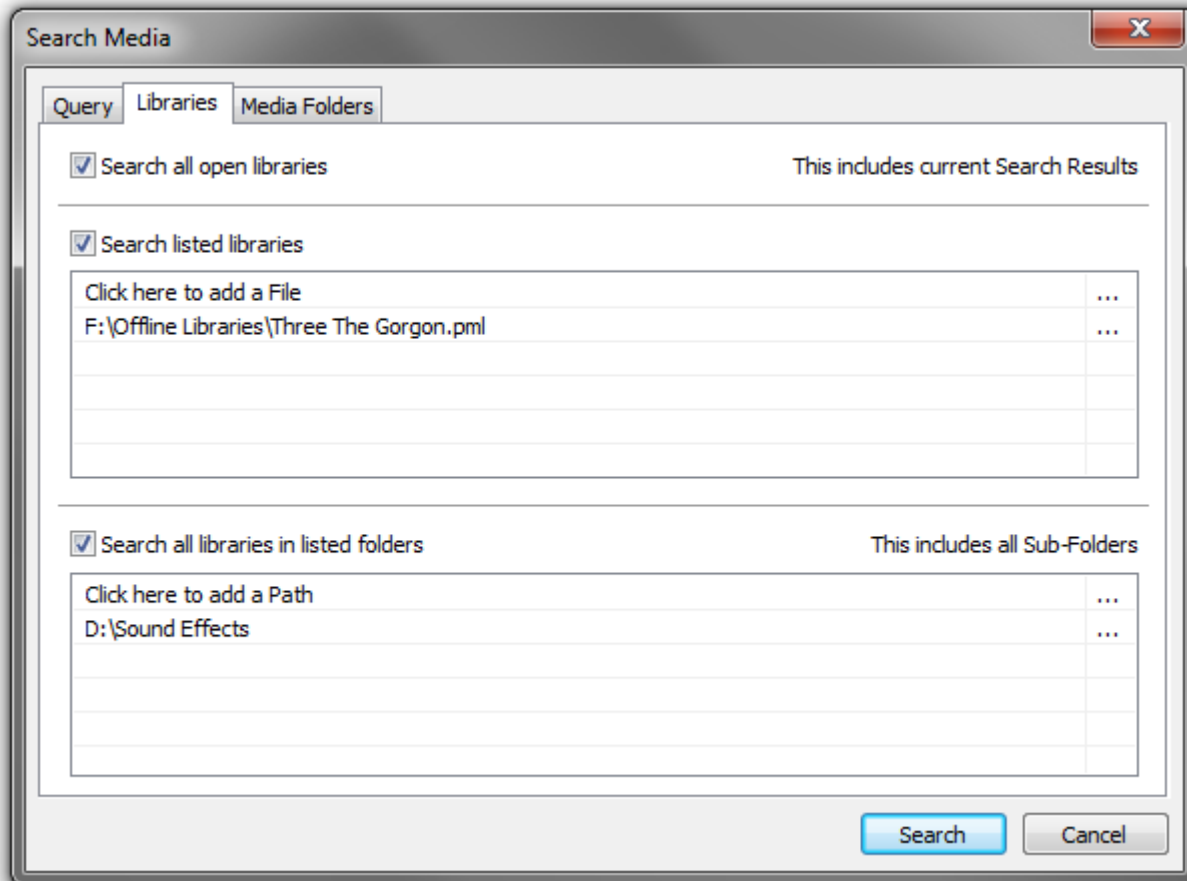 Search Media
Query Libraries Media Folders
Search all open libraries This includes current Search Results
Search listed libraries
Click here to add a File ...
F:\Offline Libraries\Three The Gorgon.pml ...
Search all libraries in listed folders This includes all Sub-Folders
Click here to add a Path ...
D:\Sound Effects ...
Search Cancel